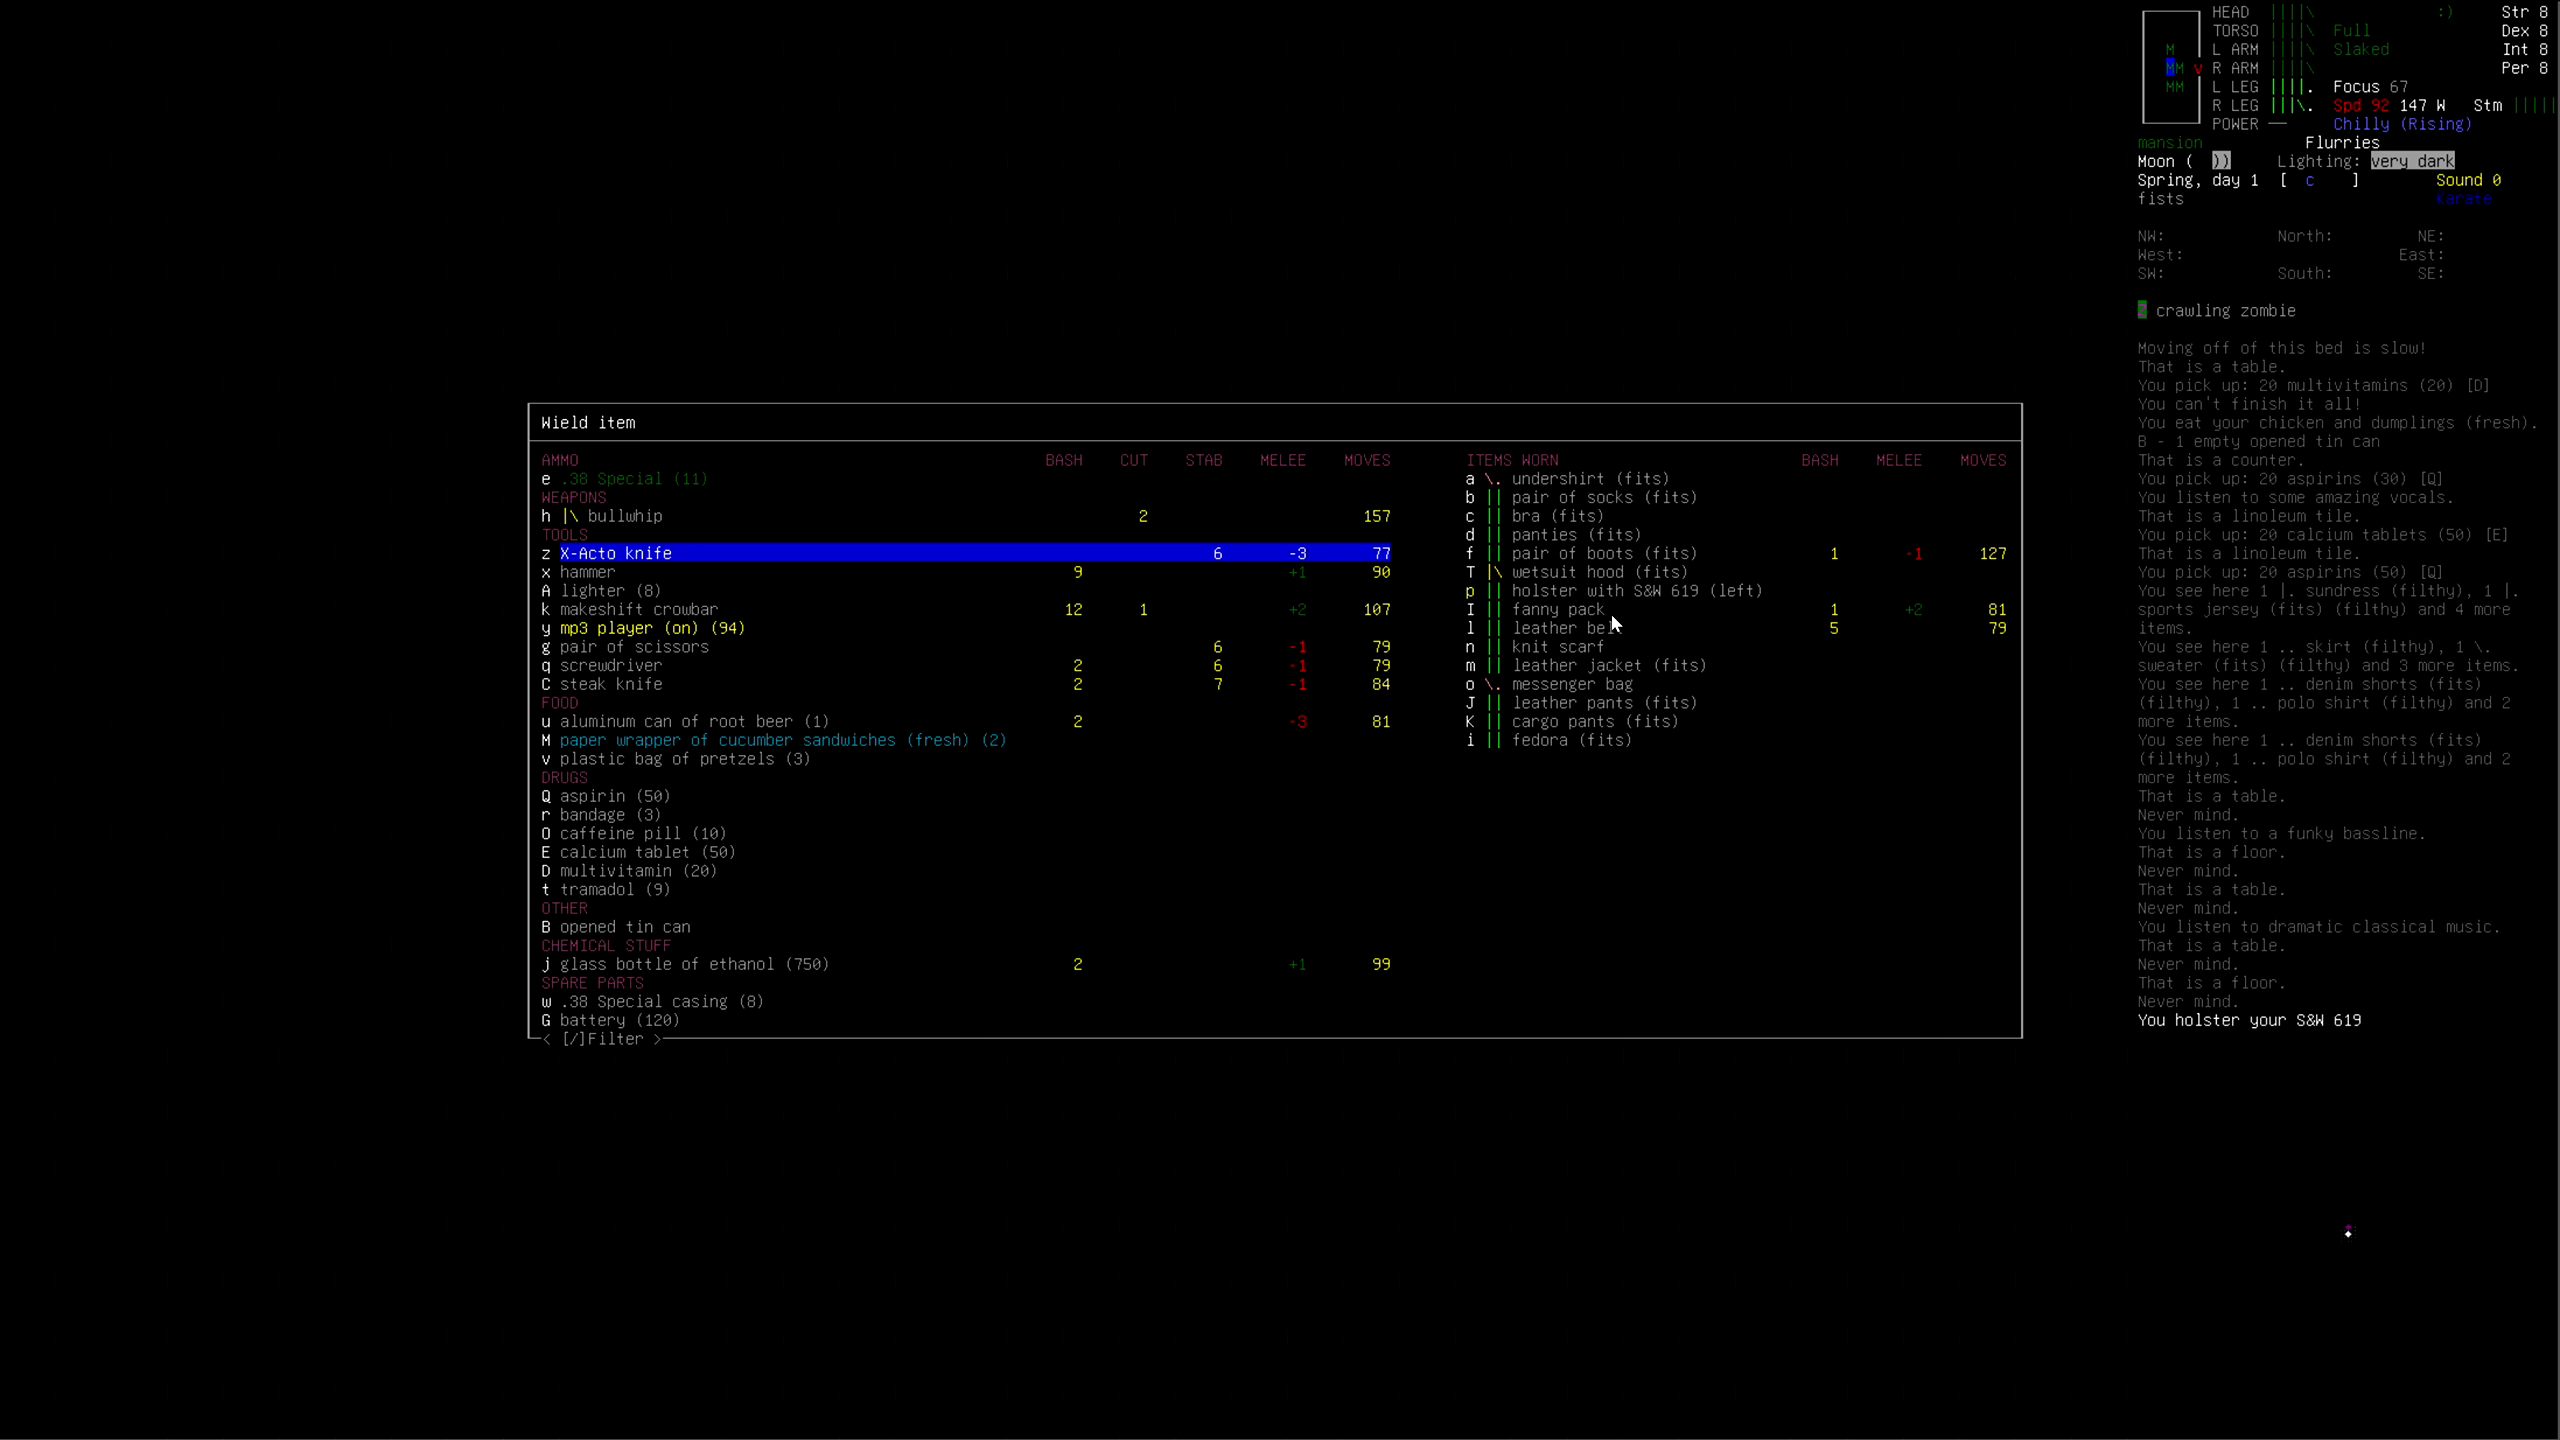 Wield item
AMMO BASH CUT STAB MELEE MOVES
e .38 Special (11)
WEAPONS
h |\ bullwhip 2 157
TOOLS
z X-Acto knife 6 -3 77
x hammer 9 +1 90
A lighter (8)
k makeshift crowbar 12 1 +2 107
y mp3 player (on) (94)
g pair of scissors 6 -1 79
q screwdriver 2 6 -1 79
C steak knife 2 7 -1 84
FOOD
u aluminum can of root beer (1) 2 -3 81
M paper wrapper of cucumber sandwiches (fresh) (2)
v plastic bag of pretzels (3)
DRUGS
Q aspirin (50)
r bandage (3)
O caffeine pill (10)
E calcium tablet (50)
D multivitamin (20)
t tramadol (9)
OTHER
B opened tin can
CHEMICAL STUFF
j glass bottle of ethanol (750) 2 +1 99
SPARE PARTS
w .38 Special casing (8)
G battery (120)
< [/]Filter >
ITEMS WORN BASH MELEE MOVES
a \. undershirt (fits)
b || pair of socks (fits)
c || bra (fits)
d || panties (fits)
f || pair of boots (fits) 1 -1 127
T |\ wetsuit hood (fits)
p || holster with S&W 619 (left)
I || fanny pack 1 +2 81
l || leather belt 5 79
n || knit scarf
m || leather jacket (fits)
o \. messenger bag
J || leather pants (fits)
K || cargo pants (fits)
i || fedora (fits)
HEAD ||||\ :) Str 8
TORSO ||||\ Full Dex 8
M L ARM ||||\ Slaked Int 8
MM v R ARM ||||\ Per 8
MM L LEG ||||. Focus 67
R LEG |||\. Spd 92 147 W Stm |||||
POWER — Chilly (Rising)
mansion Flurries
Moon ( )) Lighting: very dark
Spring, day 1 [ c ] Sound 0
fists karate
NW: North: NE:
West: East:
SW: South: SE:
Z crawling zombie
Moving off of this bed is slow!
That is a table.
You pick up: 20 multivitamins (20) [D]
You can't finish it all!
You eat your chicken and dumplings (fresh).
B - 1 empty opened tin can
That is a counter.
You pick up: 20 aspirins (30) [Q]
You listen to some amazing vocals.
That is a linoleum tile.
You pick up: 20 calcium tablets (50) [E]
That is a linoleum tile.
You pick up: 20 aspirins (50) [Q]
You see here 1 |. sundress (filthy), 1 |.
sports jersey (fits) (filthy) and 4 more
items.
You see here 1 .. skirt (filthy), 1 \.
sweater (fits) (filthy) and 3 more items.
You see here 1 .. denim shorts (fits)
(filthy), 1 .. polo shirt (filthy) and 2
more items.
You see here 1 .. denim shorts (fits)
(filthy), 1 .. polo shirt (filthy) and 2
more items.
That is a table.
Never mind.
You listen to a funky bassline.
That is a floor.
Never mind.
That is a table.
Never mind.
You listen to dramatic classical music.
That is a table.
Never mind.
That is a floor.
Never mind.
You holster your S&W 619